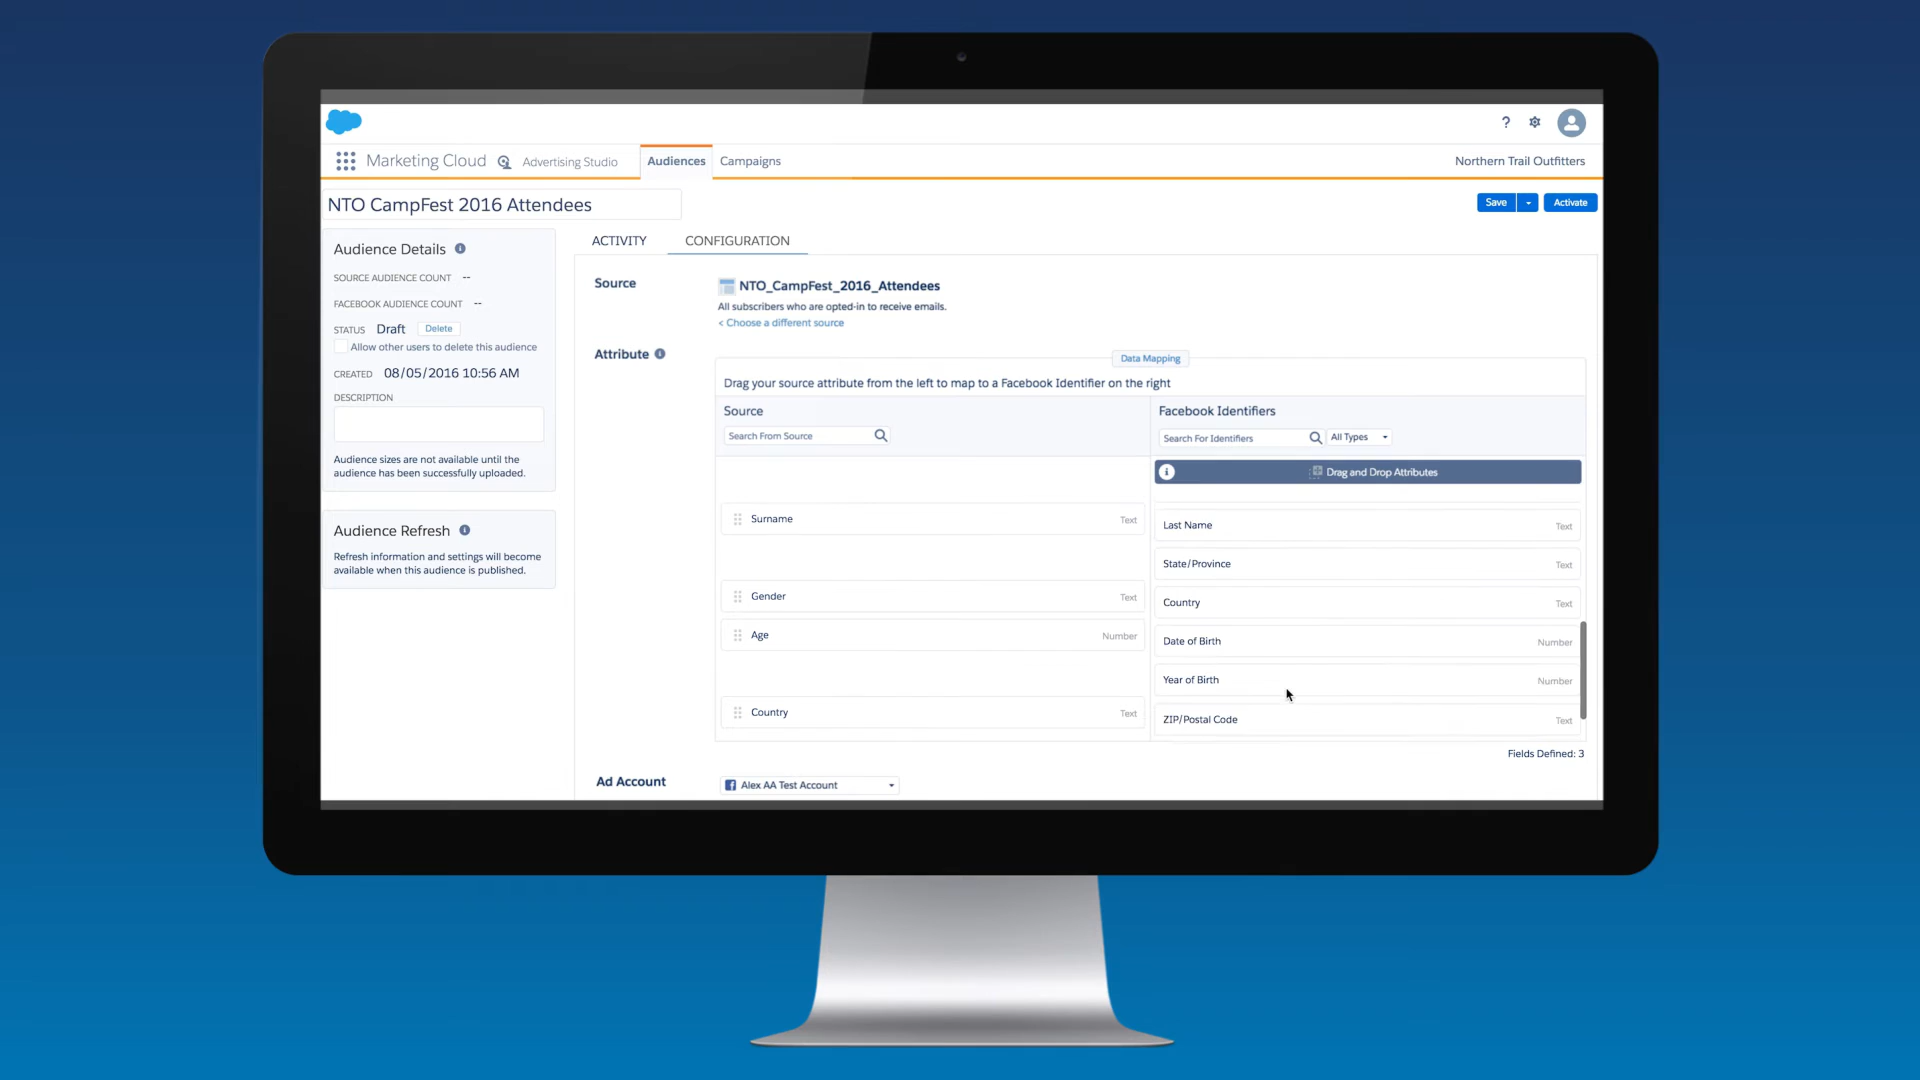 ?
Marketing Cloud Advertising Studio Audiences Campaigns Northern Trail Outfitters
NTO CampFest 2016 Attendees
Save Activate
Audience Details i
SOURCE AUDIENCE COUNT --
FACEBOOK AUDIENCE COUNT --
STATUS Draft Delete
Allow other users to delete this audience
CREATED 08/05/2016 10:56 AM
DESCRIPTION
Audience sizes are not available until the
audience has been successfully uploaded.
Audience Refresh i
Refresh information and settings will become
available when this audience is published.
ACTIVITY CONFIGURATION
Source
NTO_CampFest_2016_Attendees
All subscribers who are opted-in to receive emails.
< Choose a different source
Attribute i
Data Mapping
Drag your source attribute from the left to map to a Facebook Identifier on the right
Source
Search From Source
Surname Text
Gender Text
Age Number
Country Text
Facebook Identifiers
Search For Identifiers All Types
i Drag and Drop Attributes
Last Name Text
State/Province Text
Country Text
Date of Birth Number
Year of Birth Number
ZIP/Postal Code Text
Fields Defined: 3
Ad Account
Alex AA Test Account